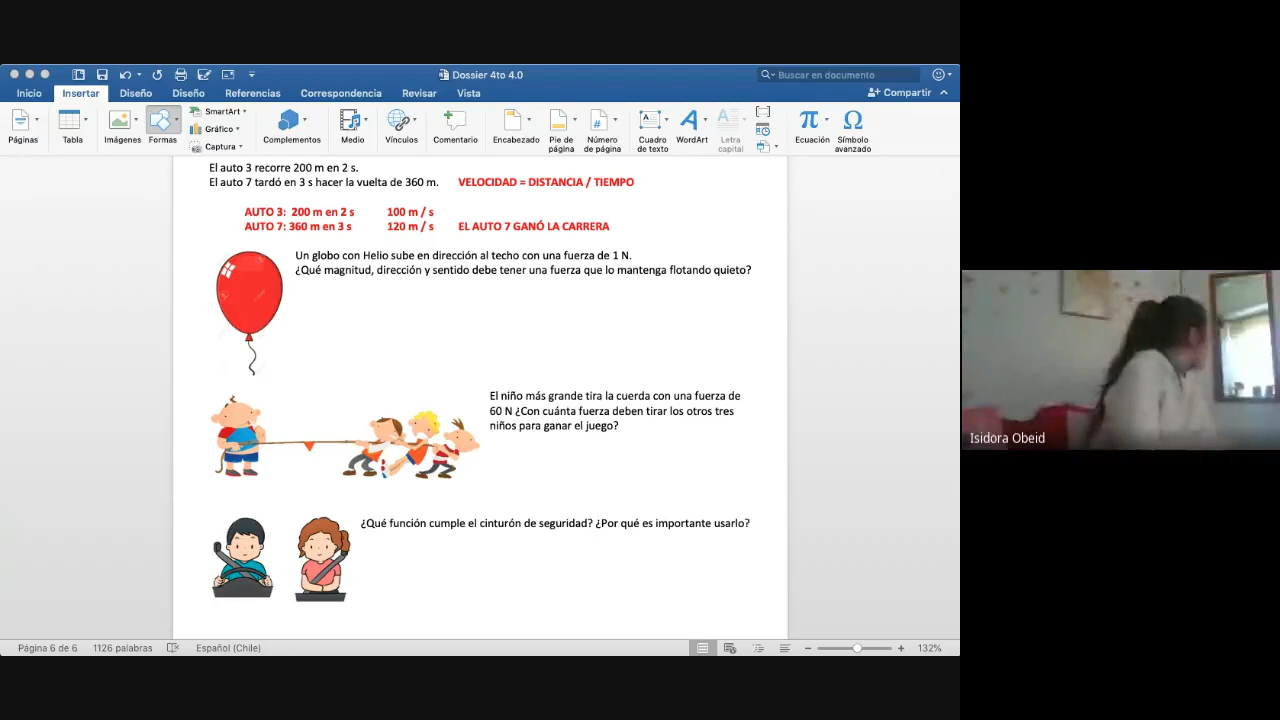 Dossier 4to 4.0
Buscar en documento
Inicio Insertar Diseño Diseño Referencias Correspondencia Revisar Vista Compartir
Páginas Tabla Imágenes Formas SmartArt Gráfico Captura Complementos Medio Vínculos Comentario Encabezado Pie de página Número de página Cuadro de texto WordArt Letra capital Ecuación Símbolo avanzado
El auto 3 recorre 200 m en 2 s.
El auto 7 tardó en 3 s hacer la vuelta de 360 m. VELOCIDAD = DISTANCIA / TIEMPO
AUTO 3: 200 m en 2 s 100 m / s
AUTO 7: 360 m en 3 s 120 m / s EL AUTO 7 GANÓ LA CARRERA
Un globo con Helio sube en dirección al techo con una fuerza de 1 N.
¿Qué magnitud, dirección y sentido debe tener una fuerza que lo mantenga flotando quieto?
El niño más grande tira la cuerda con una fuerza de
60 N ¿Con cuánta fuerza deben tirar los otros tres
niños para ganar el juego?
¿Qué función cumple el cinturón de seguridad? ¿Por qué es importante usarlo?
Página 6 de 6 1126 palabras Español (Chile) 132%
Isidora Obeid